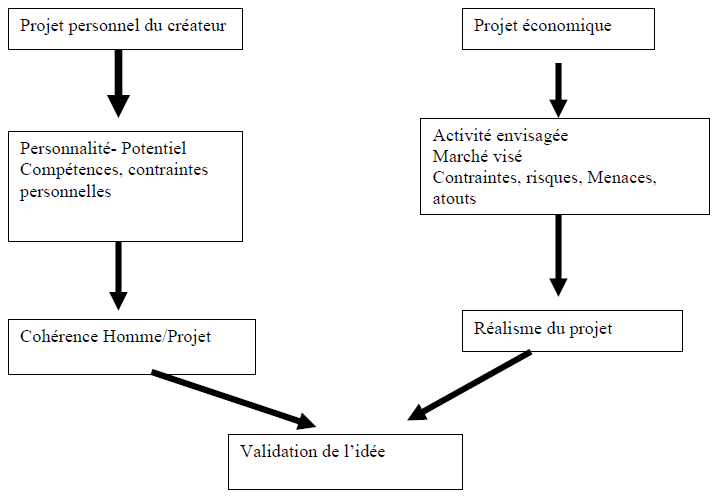 Projet personnel du créateur
Projet économique
Personnalité- Potentiel
Compétences, contraintes
personnelles
Activité envisagée
Marché visé
Contraintes, risques, Menaces,
atouts
Cohérence Homme/Projet
Réalisme du projet
Validation de l’idée